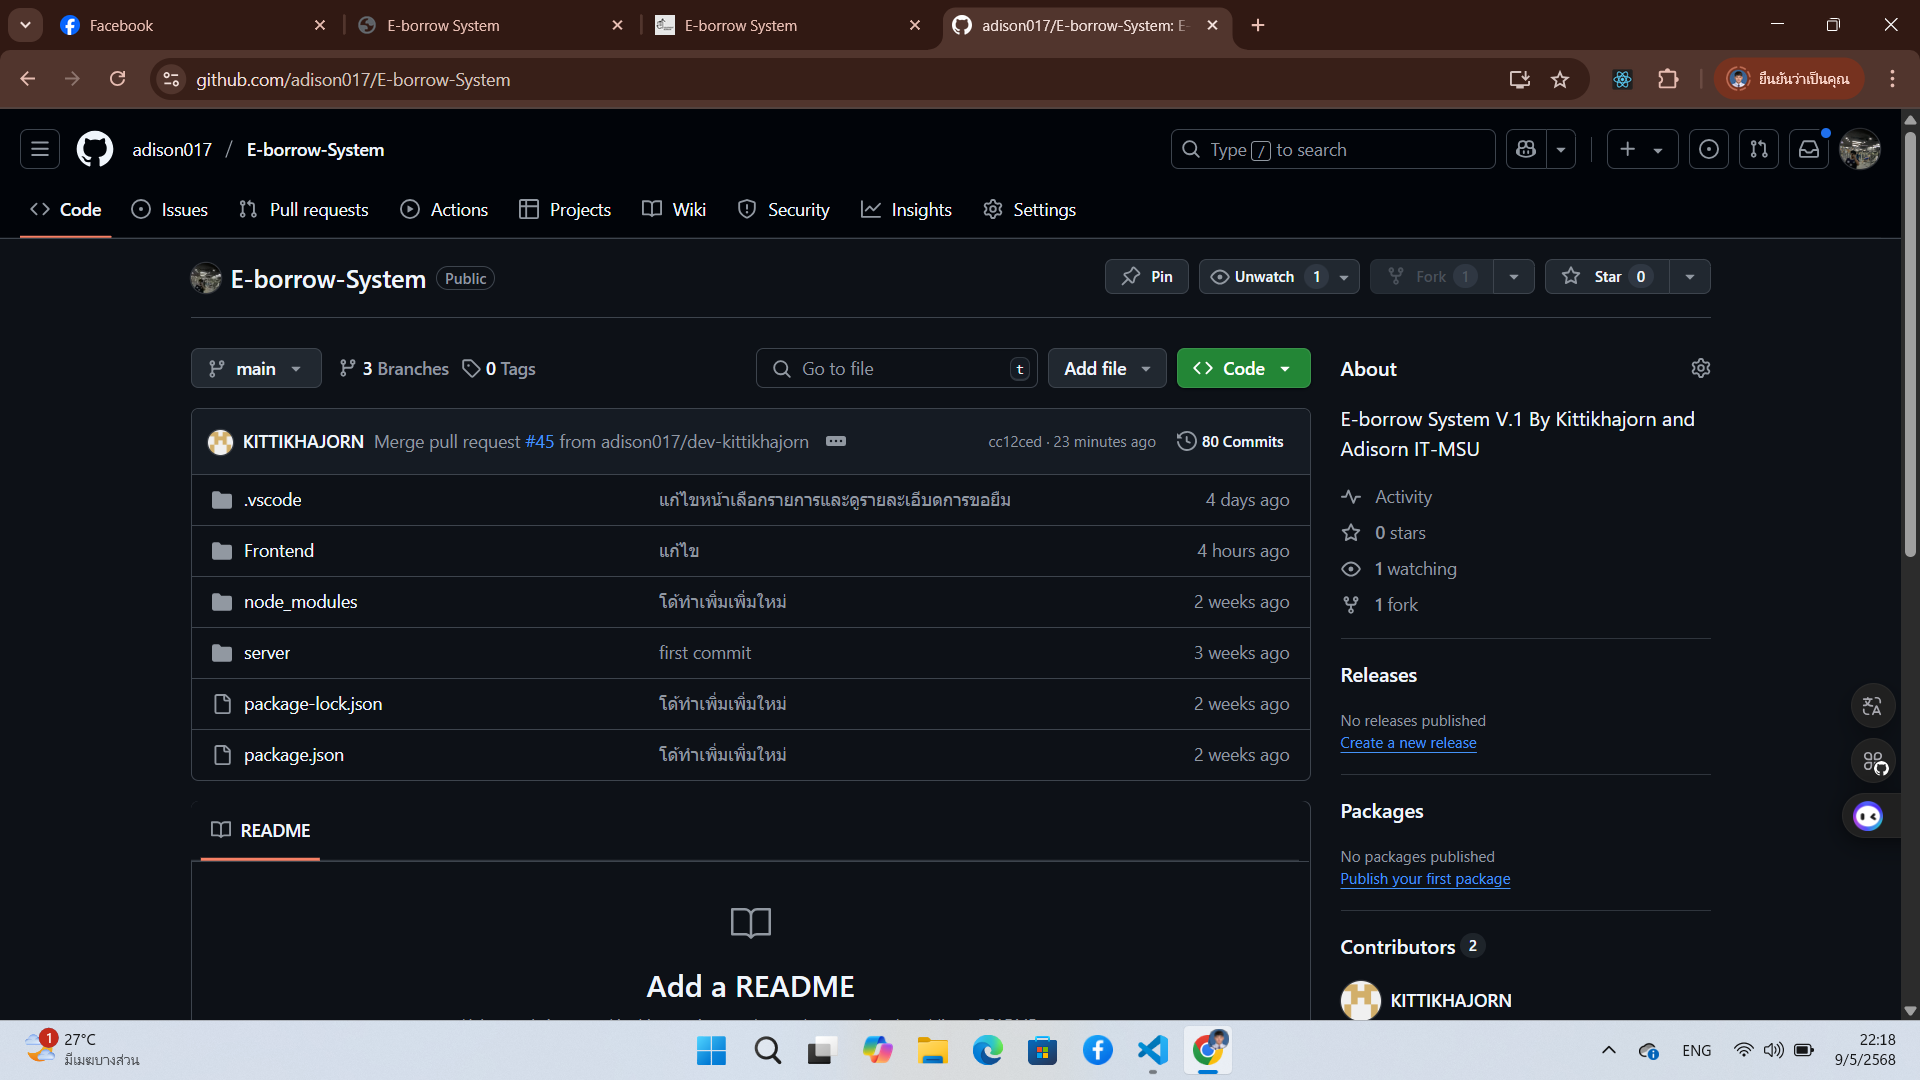 Facebook
E-borrow System
E-borrow System
adison017/E-borrow-System: E-
github.com/adison017/E-borrow-System
ยืนยันว่าเป็นคุณ
adison017 / E-borrow-System
Type / to search
Code
Issues
Pull requests
Actions
Projects
Wiki
Security
Insights
Settings
E-borrow-System Public
Pin
Unwatch 1
Fork 1
Star 0
main
3 Branches
0 Tags
Go to file t
Add file
Code
KITTIKHAJORN Merge pull request #45 from adison017/dev-kittikhajorn
cc12ced · 23 minutes ago
80 Commits
.vscode แก้ไขหน้าเลือกรายการและดูรายละเอีบดการขอยืม 4 days ago
Frontend แก้ไข 4 hours ago
node_modules โด้ทำเพิ่มเพิ่มใหม่ 2 weeks ago
server first commit 3 weeks ago
package-lock.json โด้ทำเพิ่มเพิ่มใหม่ 2 weeks ago
package.json โด้ทำเพิ่มเพิ่มใหม่ 2 weeks ago
README
Add a README
About
E-borrow System V.1 By Kittikhajorn and
Adisorn IT-MSU
Activity
0 stars
1 watching
1 fork
Releases
No releases published
Create a new release
Packages
No packages published
Publish your first package
Contributors 2
KITTIKHAJORN
1
27°C
มีเมฆบางส่วน
ENG
22:18
9/5/2568